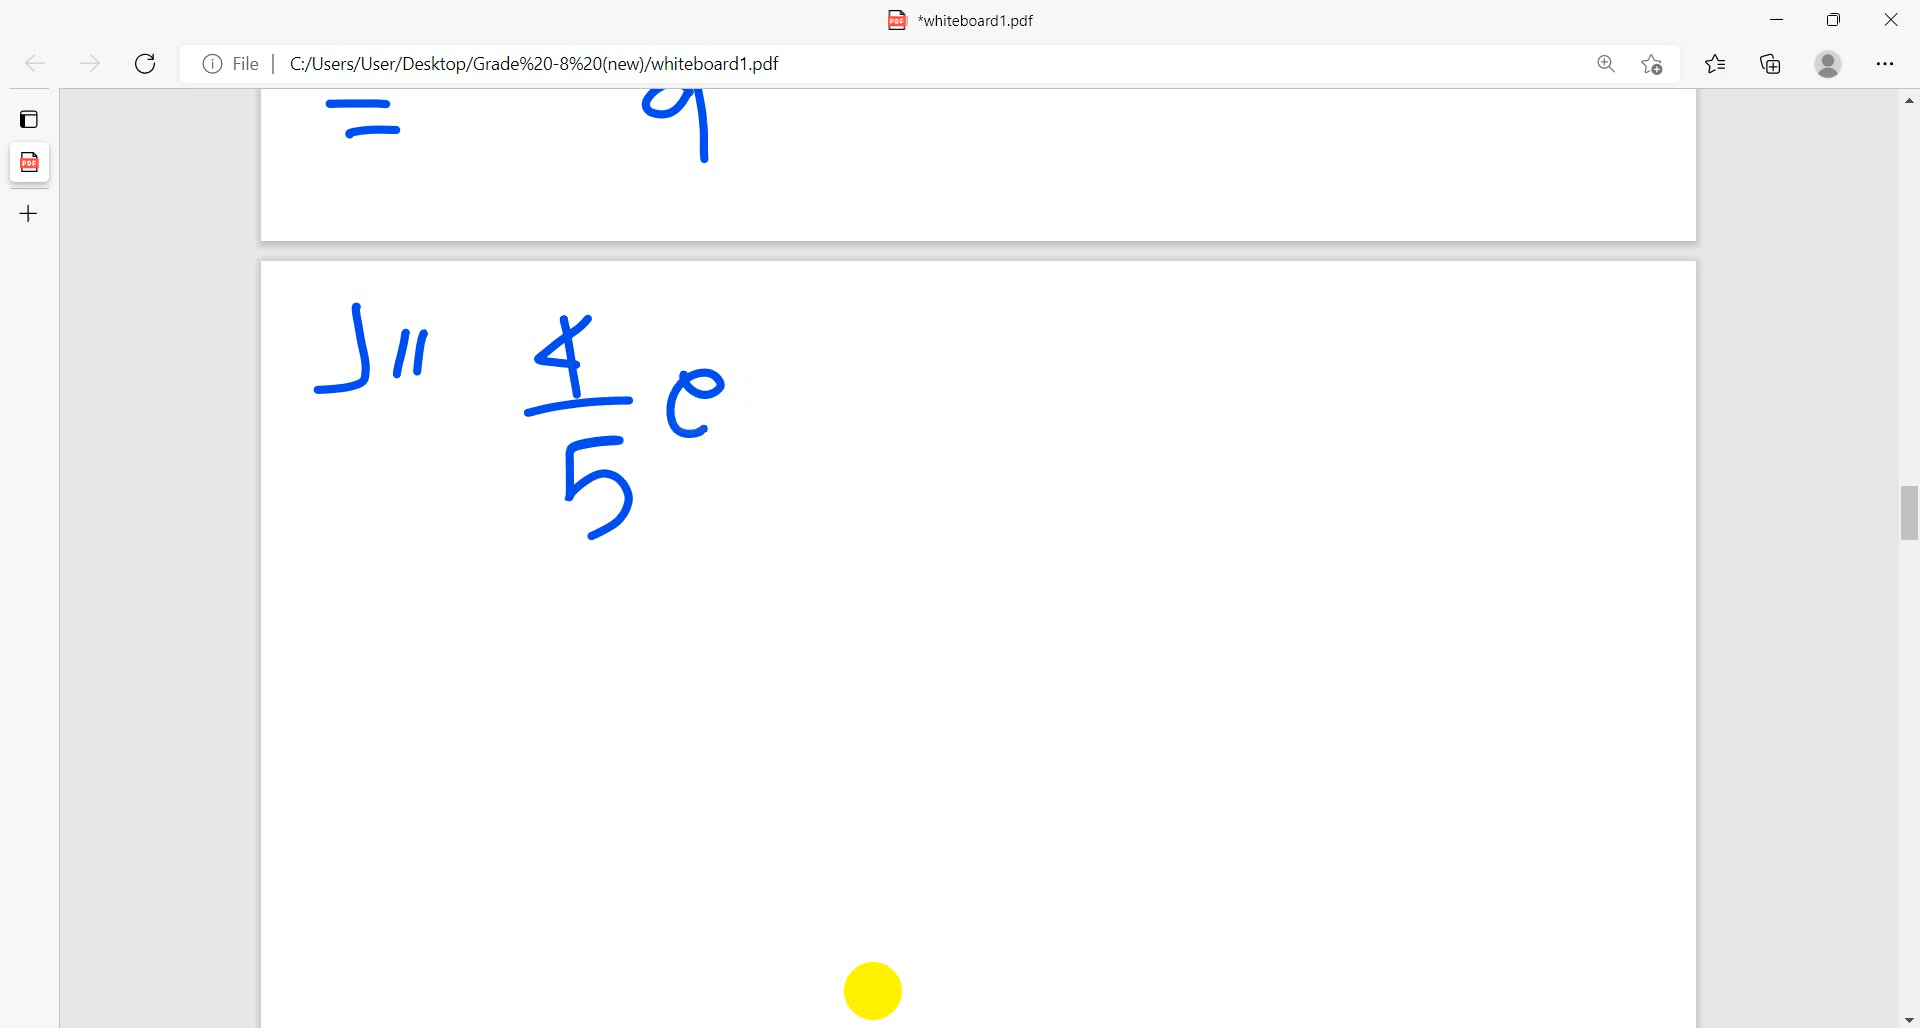 *whiteboard1.pdf
File | C:/Users/User/Desktop/Grade%20-8%20(new)/whiteboard1.pdf
= 9
4
5